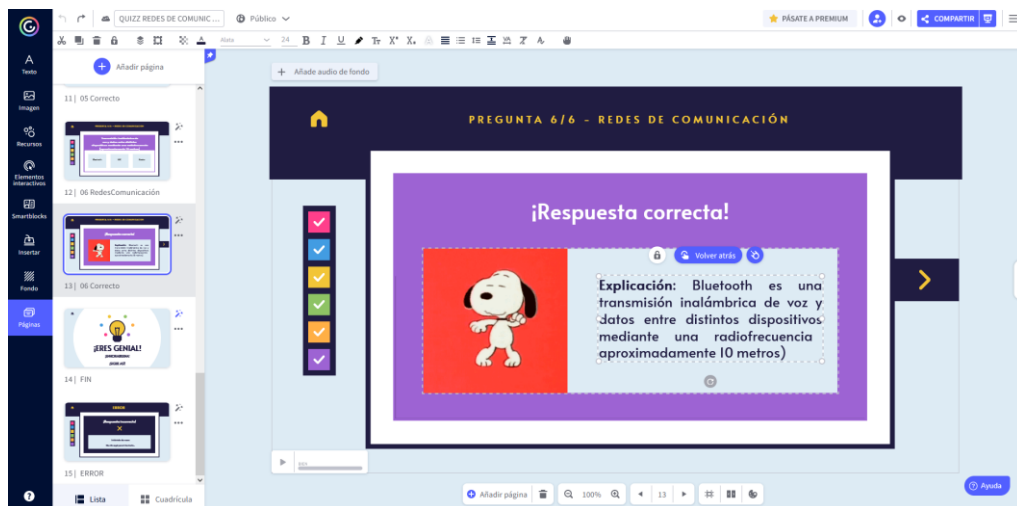 QUIZZ REDES DE COMUNIC ...
Público
PÁSATE A PREMIUM
COMPARTIR
24
B I U
Texto
Imagen
Recursos
Elementos
interactivos
Smartblocks
Insertar
Fondo
Páginas
Añadir página
11 | 05 Correcto
12 | 06 RedesComunicación
13 | 06 Correcto
¡ERES GENIAL!
14 | FIN
ERROR
15 | ERROR
Lista
Cuadrícula
Añade audio de fondo
PREGUNTA 6/6 - REDES DE COMUNICACIÓN
¡Respuesta correcta!
Volver atrás
Explicación: Bluetooth es una
transmisión inalámbrica de voz y
datos entre distintos dispositivos
mediante una radiofrecuencia
aproximadamente 10 metros)
Añadir página
100%
13
Ayuda